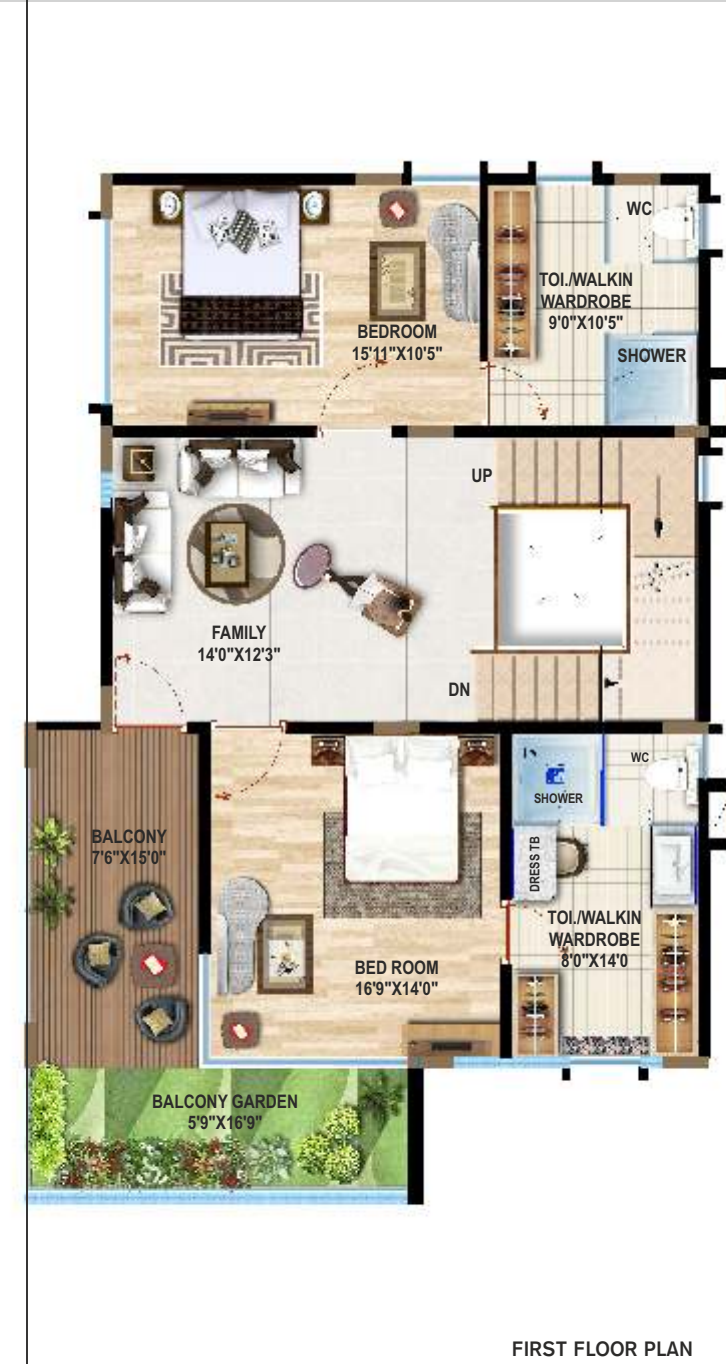 WC
TOI./WALKIN
WARDROBE
9'0"X10'5"
BEDROOM
15'11"X10'5"
SHOWER
UP
FAMILY
14'0"X12'3"
DN
WC
SHOWER
BALCONY
7'6"X15'0"
DRESS TB
TOI./WALKIN
WARDROBE
8'0"X14'0
BED ROOM
16'9"X14'0"
BALCONY GARDEN
5'9"X16'9"
FIRST FLOOR PLAN